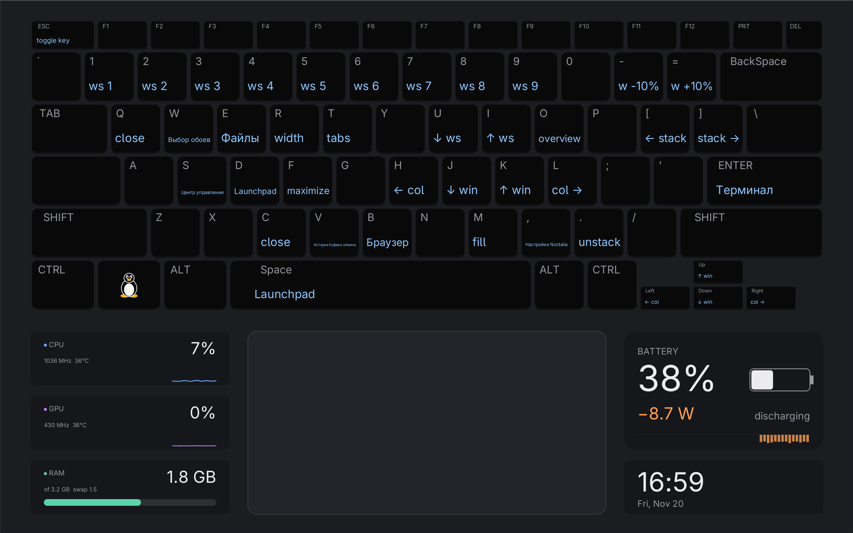 ESC F1 F2 F3 F4 F5 F6 F7 F8 F9 F10 F11 F12 PRT DEL
toggle key
` 1 2 3 4 5 6 7 8 9 0 - = BackSpace
ws 1 ws 2 ws 3 ws 4 ws 5 ws 6 ws 7 ws 8 ws 9 w -10% w +10%
TAB Q W E R T Y U I O P [ ] \
close Выбор обоев Файлы width tabs ↓ ws ↑ ws overview ← stack stack →
A S D F G H J K L ; ' ENTER
Центр управления Launchpad maximize ← col ↓ win ↑ win col → Терминал
SHIFT Z X C V B N M , . / SHIFT
close История буфера обмена Браузер fill Настройки Noctalia unstack
CTRL ALT Space ALT CTRL Up
↑ win
Launchpad
Left Down Right
← col ↓ win col →
CPU 7%
1036 MHz 36°C
GPU 0%
430 MHz 36°C
RAM 1.8 GB
of 3.2 GB swap 1.5
BATTERY
38%
−8.7 W discharging
16:59
Fri, Nov 20